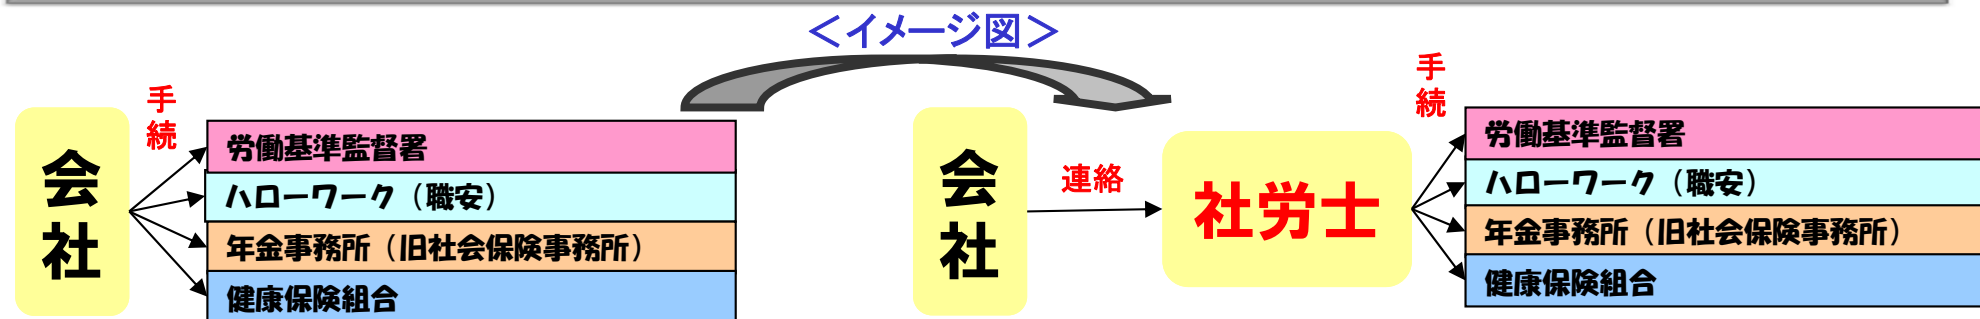 ＜イメージ図＞
手続
会社
労働基準監督署
ハローワーク（職安）
年金事務所（旧社会保険事務所）
健康保険組合
会社
連絡
社労士
手続
労働基準監督署
ハローワーク（職安）
年金事務所（旧社会保険事務所）
健康保険組合